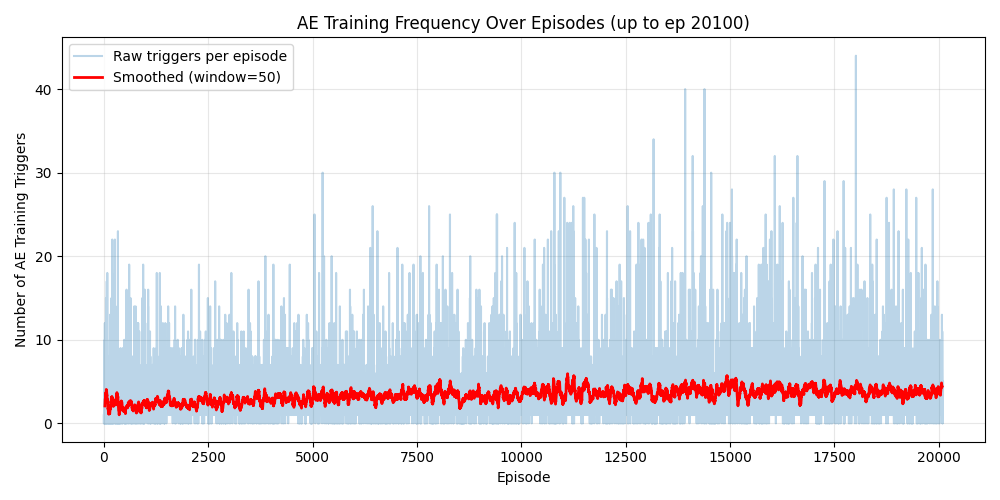 AE Training Frequency Over Episodes (up to ep 20100)
Raw triggers per episode
Smoothed (window=50)
Number of AE Training Triggers
40
30
20
10
0
0 2500 5000 7500 10000 12500 15000 17500 20000
Episode